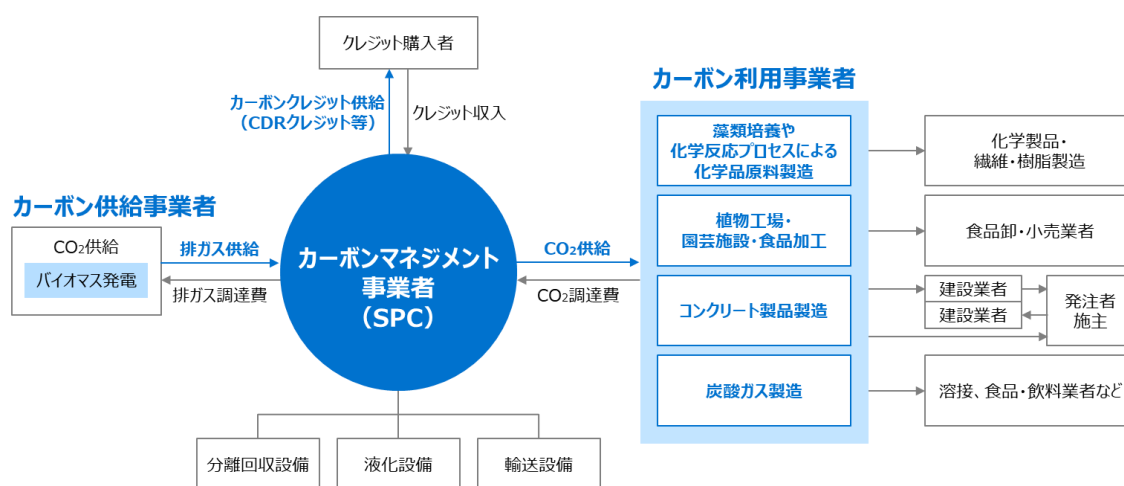 クレジット購入者
カーボンクレジット供給
（CDRクレジット等）
クレジット収入
カーボン供給事業者
CO₂供給
バイオマス発電
排ガス供給
排ガス調達費
カーボンマネジメント
事業者
（SPC）
CO₂供給
CO₂調達費
分離回収設備
液化設備
輸送設備
カーボン利用事業者
藻類培養や
化学反応プロセスによる
化学品原料製造
化学製品・
繊維・樹脂製造
植物工場・
園芸施設・食品加工
食品卸・小売業者
コンクリート製品製造
建設業者
建設業者
発注者
施主
炭酸ガス製造
溶接、食品・飲料業者など